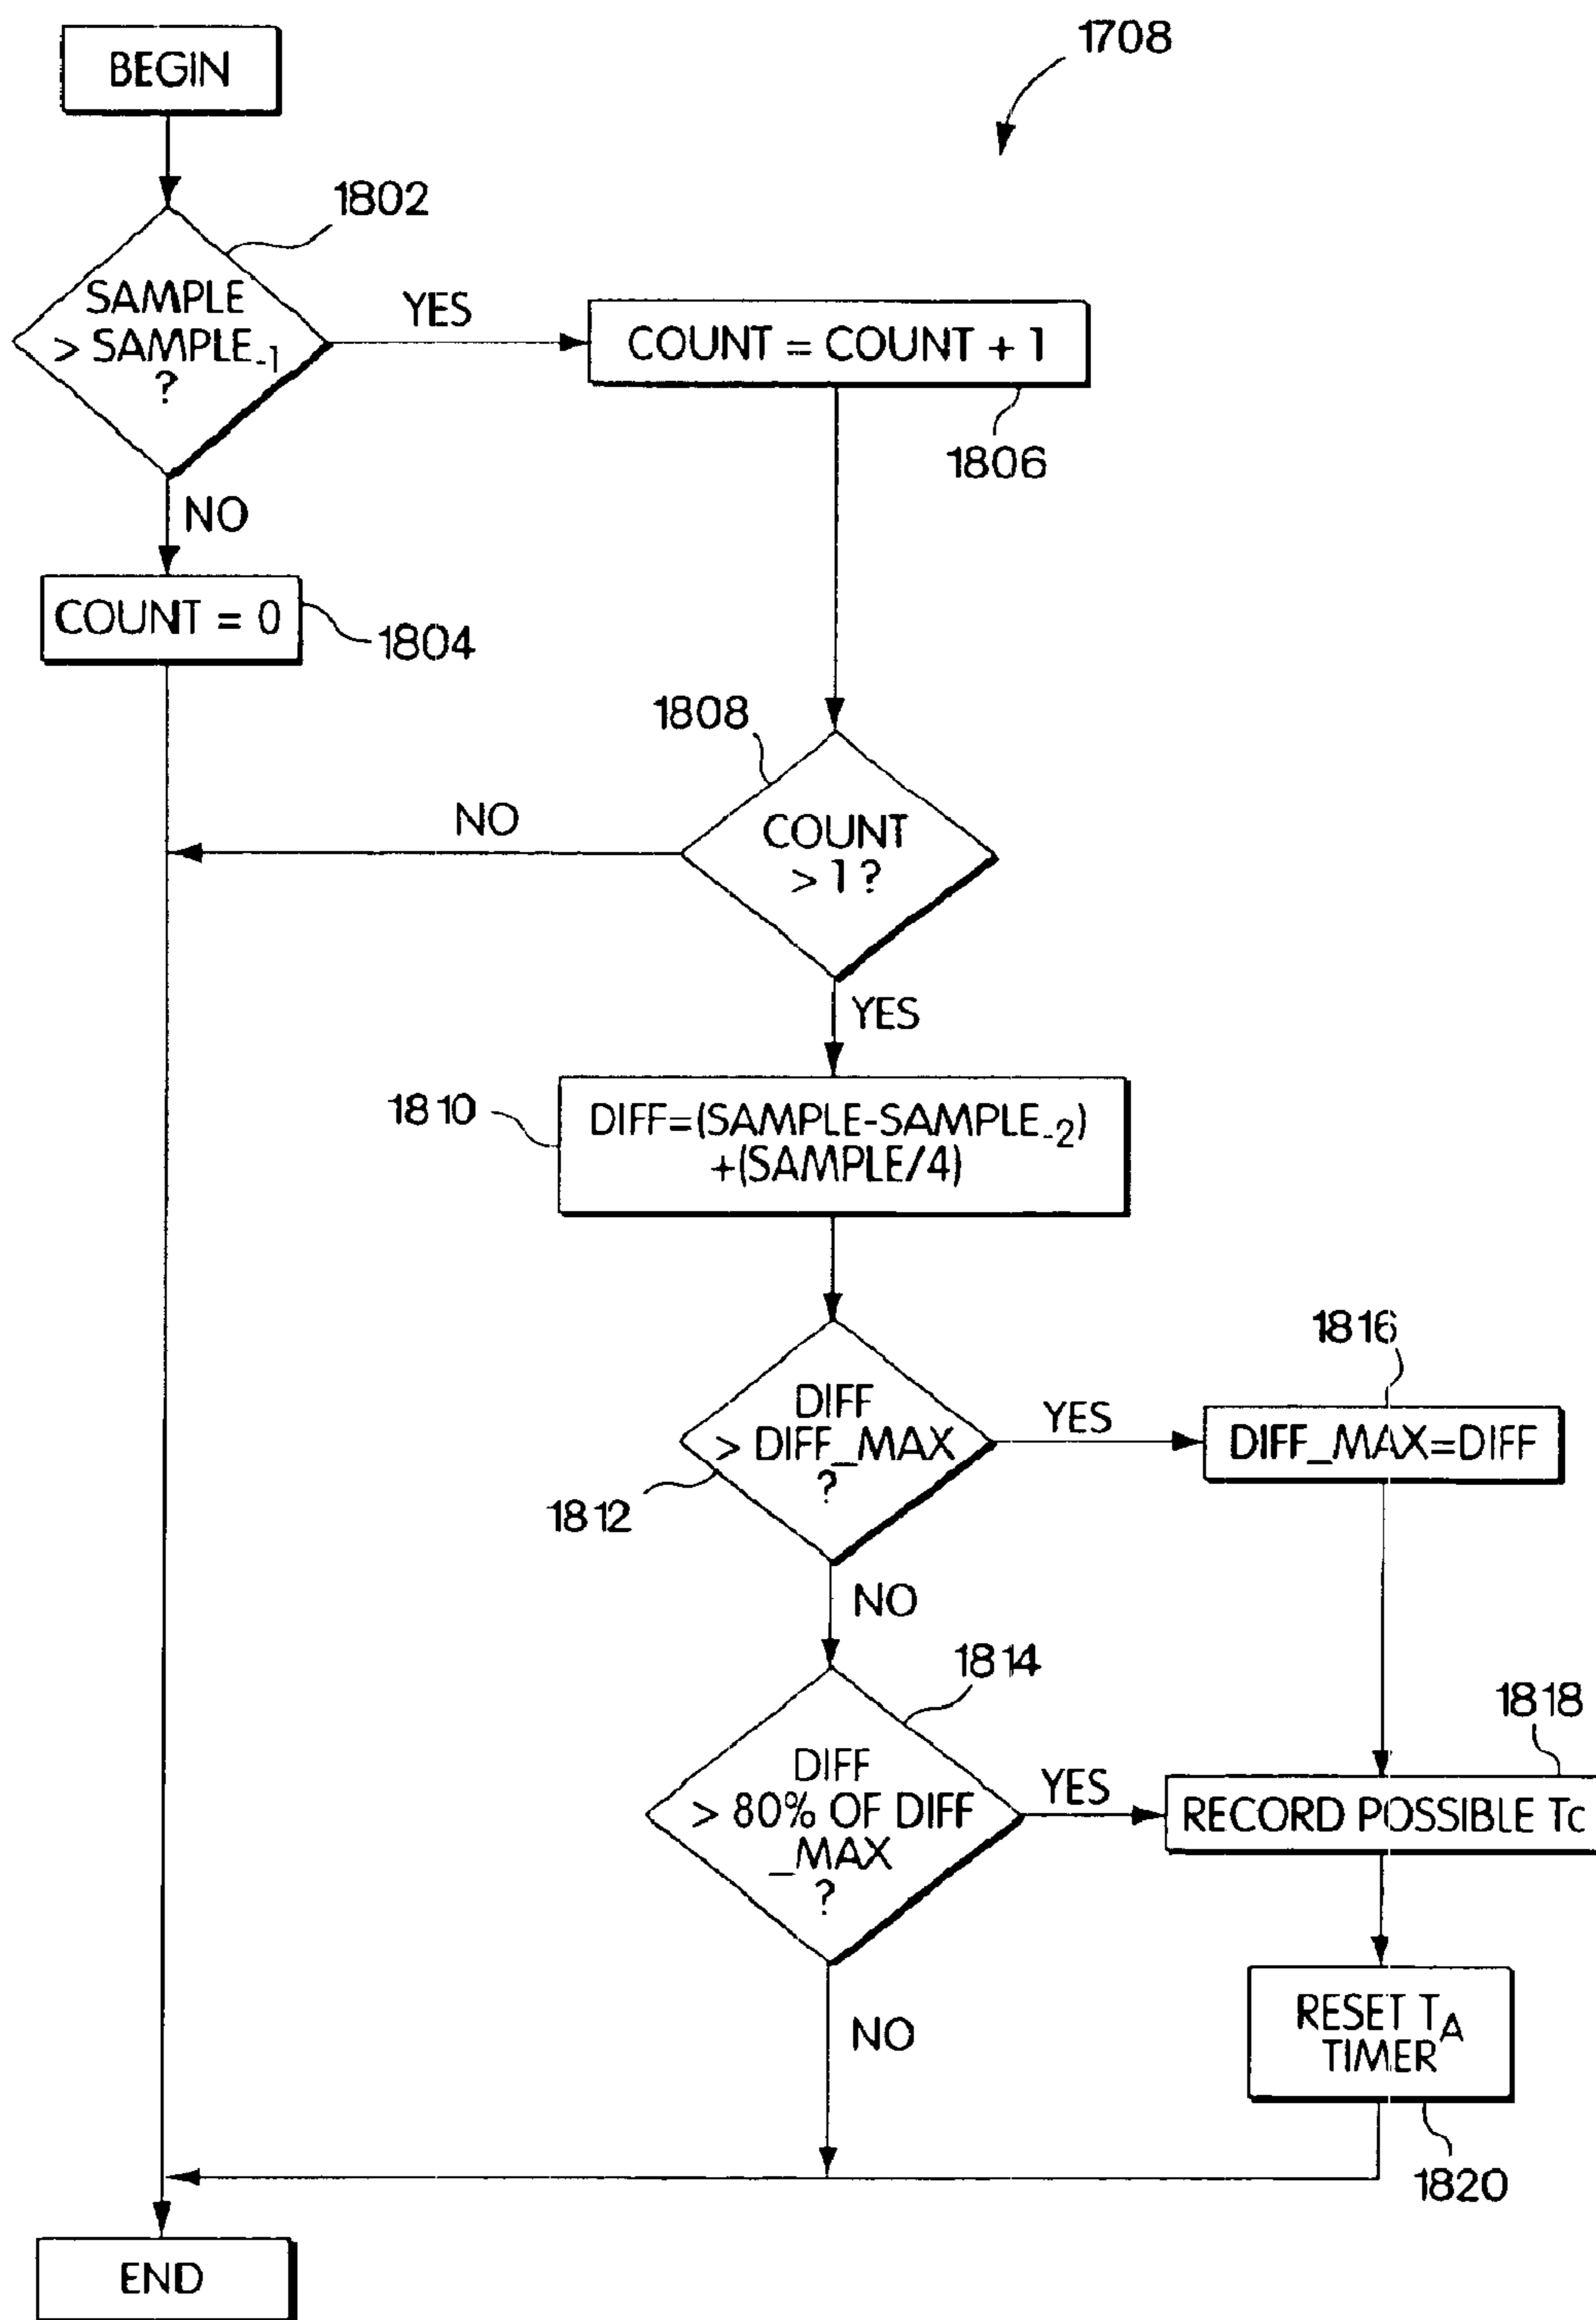 BEGIN
1708
1802
SAMPLE
> SAMPLE-1
?
YES
COUNT = COUNT + 1
1806
NO
COUNT = 0
1804
1808
COUNT
> 1 ?
NO
YES
1810
DIFF=(SAMPLE-SAMPLE-2)
+(SAMPLE/4)
1812
DIFF
> DIFF_MAX
?
YES
1816
DIFF_MAX=DIFF
NO
1814
DIFF
> 80% OF DIFF
_MAX
?
YES
1818
RECORD POSSIBLE Tc
NO
RESET TA
TIMER
1820
END